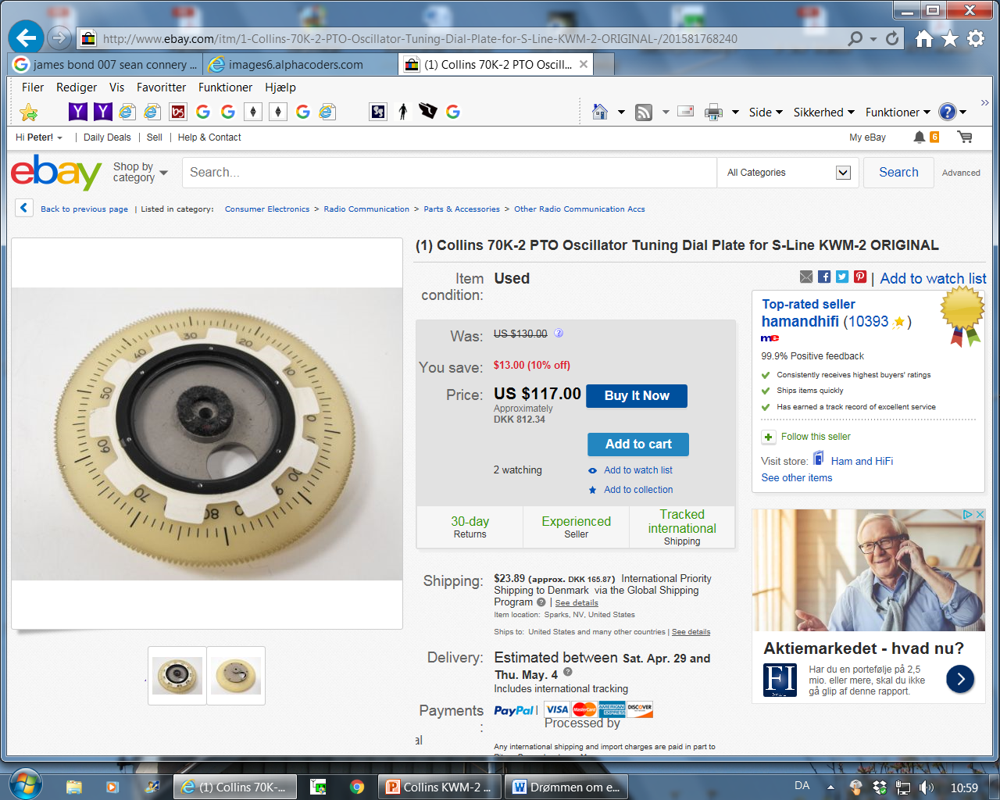 http://www.ebay.com/itm/1-Collins-70K-2-PTO-Oscillator-Tuning-Dial-Plate-for-S-Line-KWM-2-ORIGINAL-/201581768240
james bond 007 sean connery ...
images6.alphacoders.com
(1) Collins 70K-2 PTO Oscill...
Filer Rediger Vis Favoritter Funktioner Hjælp
Side Sikkerhed Funktioner
Hi Peter! | Daily Deals | Sell | Help & Contact
My eBay 6
ebay
Shop by category
Search...
All Categories
Search
Advanced
Back to previous page | Listed in category: Consumer Electronics > Radio Communication > Parts & Accessories > Other Radio Communication Accs
(1) Collins 70K-2 PTO Oscillator Tuning Dial Plate for S-Line KWM-2 ORIGINAL
Item condition: Used
| Add to watch list
Was: US $130.00
You save: $13.00 (10% off)
Price: US $117.00
Buy It Now
Approximately
DKK 812.34
Add to cart
2 watching
Add to watch list
Add to collection
30-day
Returns
Experienced
Seller
Tracked international
Shipping
Shipping: $23.89 (approx. DKK 165.87) International Priority
Shipping to Denmark via the Global Shipping
Program | See details
Item location: Sparks, NV, United States
Ships to: United States and many other countries | See details
Delivery: Estimated between Sat. Apr. 29 and
Thu. May. 4
Includes international tracking
Payments
:
PayPal VISA MasterCard AMERICAN EXPRESS DISCOVER
Processed by
al
Any international shipping and import charges are paid in part to
Top-rated seller
hamandhifi (10393)
me
99.9% Positive feedback
Consistently receives highest buyers' ratings
Ships items quickly
Has earned a track record of excellent service
Follow this seller
Visit store: Ham and HiFi
See other items
Aktiemarkedet - hvad nu?
FI
Har du en portefølje på 2,5
mio. eller mere, skal du ikke
gå glip af denne rapport.
50 40 30 20 10 0
60 70 80 9 00
(1) Collins 70K-...
Collins KWM-2 ...
Drømmen om e...
DA
10:59